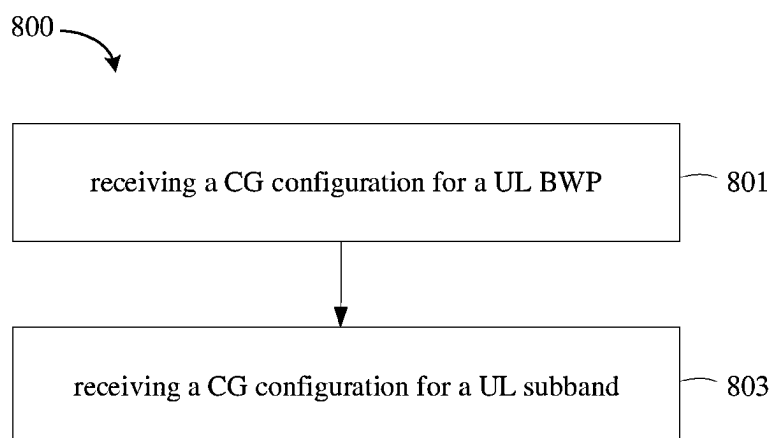 800
receiving a CG configuration for a UL BWP
801
receiving a CG configuration for a UL subband
803